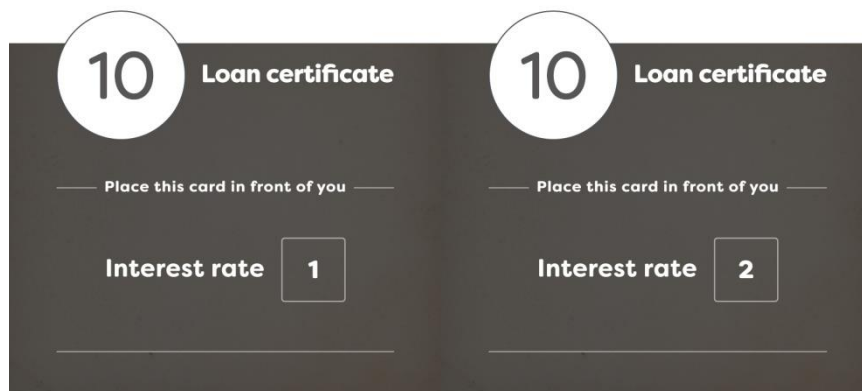 10
Loan certificate
Place this card in front of you
Interest rate 1
10
Loan certificate
Place this card in front of you
Interest rate 2